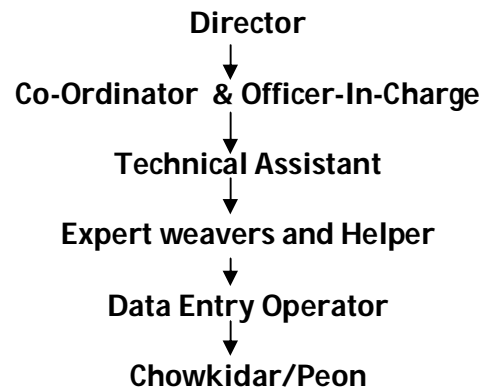 Director
Co-Ordinator & Officer-In-Charge
Technical Assistant
Expert weavers and Helper
Data Entry Operator
Chowkidar/Peon